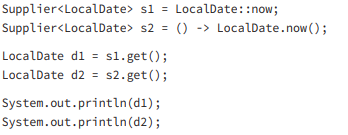 Supplier<LocalDate> s1 = LocalDate::now;
Supplier<LocalDate> s2 = () -> LocalDate.now();
LocalDate d1 = s1.get();
LocalDate d2 = s2.get();
System.out.println(d1);
System.out.println(d2);